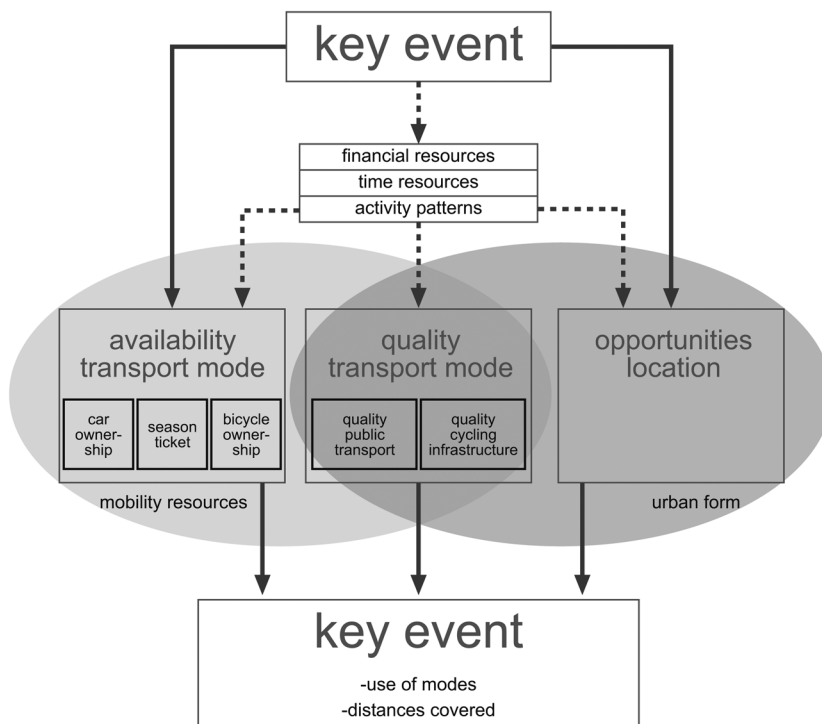 key event
financial resources
time resources
activity patterns
availability
transport mode
quality
transport mode
opportunities
location
car
owner-
ship
season
ticket
bicycle
owner-
ship
quality
public
transport
quality
cycling
infrastructure
mobility resources
urban form
key event
-use of modes
-distances covered